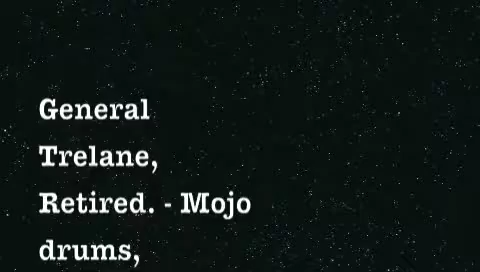 General
Trelane,
Retired. - Mojo
drums,